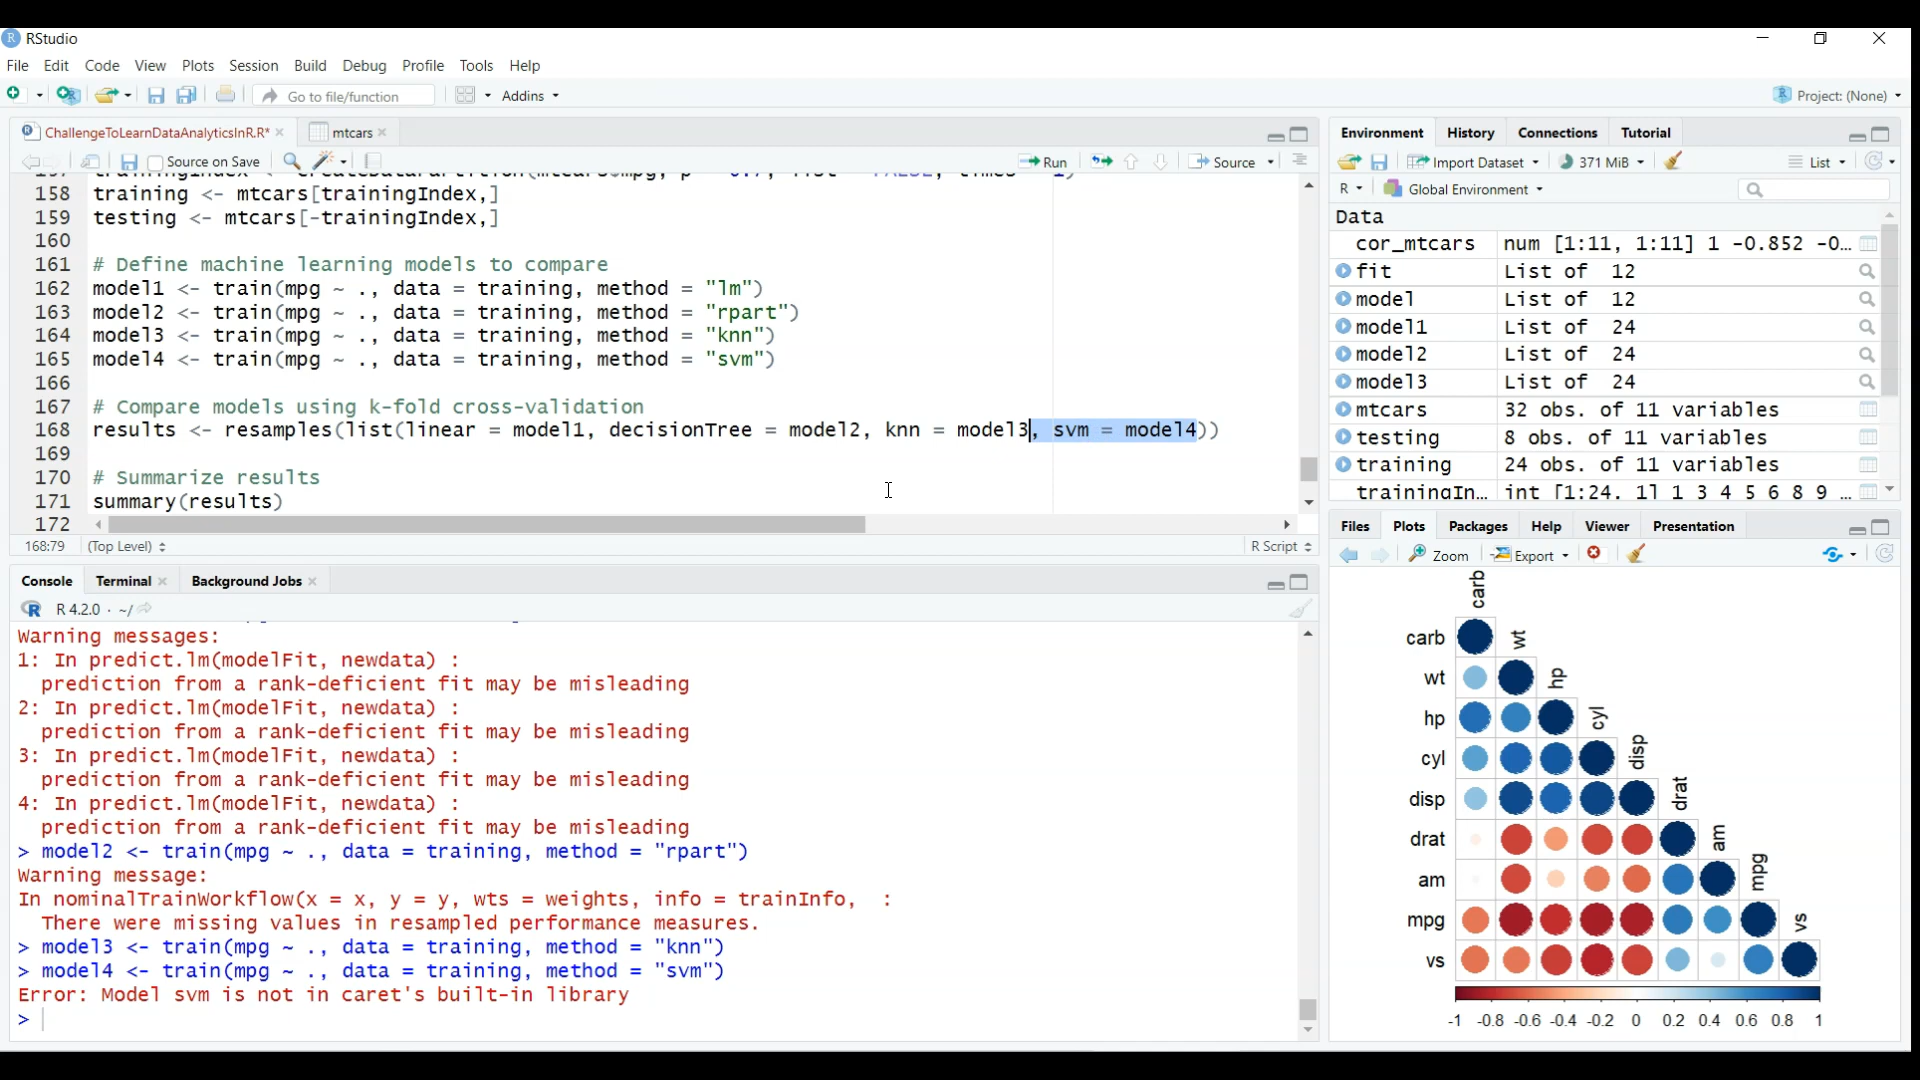 RStudio
File Edit Code View Plots Session Build Debug Profile Tools Help
Go to file/function Addins Project: (None)
ChallengeToLearnDataAnalyticsInR.R* mtcars
Source on Save Run Source
158 training <- mtcars[trainingIndex,]
159 testing <- mtcars[-trainingIndex,]
160
161 # Define machine learning models to compare
162 model1 <- train(mpg ~ ., data = training, method = "lm")
163 model2 <- train(mpg ~ ., data = training, method = "rpart")
164 model3 <- train(mpg ~ ., data = training, method = "knn")
165 model4 <- train(mpg ~ ., data = training, method = "svm")
166
167 # Compare models using k-fold cross-validation
168 results <- resamples(list(linear = model1, decisionTree = model2, knn = model3, svm = model4))
169
170 # Summarize results
171 summary(results)
172
168:79 (Top Level) R Script
Console Terminal Background Jobs
R 4.2.0 · ~/
Warning messages:
1: In predict.lm(modelFit, newdata) :
prediction from a rank-deficient fit may be misleading
2: In predict.lm(modelFit, newdata) :
prediction from a rank-deficient fit may be misleading
3: In predict.lm(modelFit, newdata) :
prediction from a rank-deficient fit may be misleading
4: In predict.lm(modelFit, newdata) :
prediction from a rank-deficient fit may be misleading
> model2 <- train(mpg ~ ., data = training, method = "rpart")
Warning message:
In nominalTrainWorkflow(x = x, y = y, wts = weights, info = trainInfo, :
There were missing values in resampled performance measures.
> model3 <- train(mpg ~ ., data = training, method = "knn")
> model4 <- train(mpg ~ ., data = training, method = "svm")
Error: Model svm is not in caret's built-in library
>
Environment History Connections Tutorial
Import Dataset 371 MiB List
R Global Environment
Data
cor_mtcars num [1:11, 1:11] 1 -0.852 -0...
fit List of 12
model List of 12
model1 List of 24
model2 List of 24
model3 List of 24
mtcars 32 obs. of 11 variables
testing 8 obs. of 11 variables
training 24 obs. of 11 variables
trainingIn... int [1:24, 1] 1 3 4 5 6 8 9 ...
Files Plots Packages Help Viewer Presentation
Zoom Export
carb
carb wt
wt hp
hp cyl
cyl disp
disp drat
drat am
am mpg
mpg vs
vs
-1 -0.8 -0.6 -0.4 -0.2 0 0.2 0.4 0.6 0.8 1